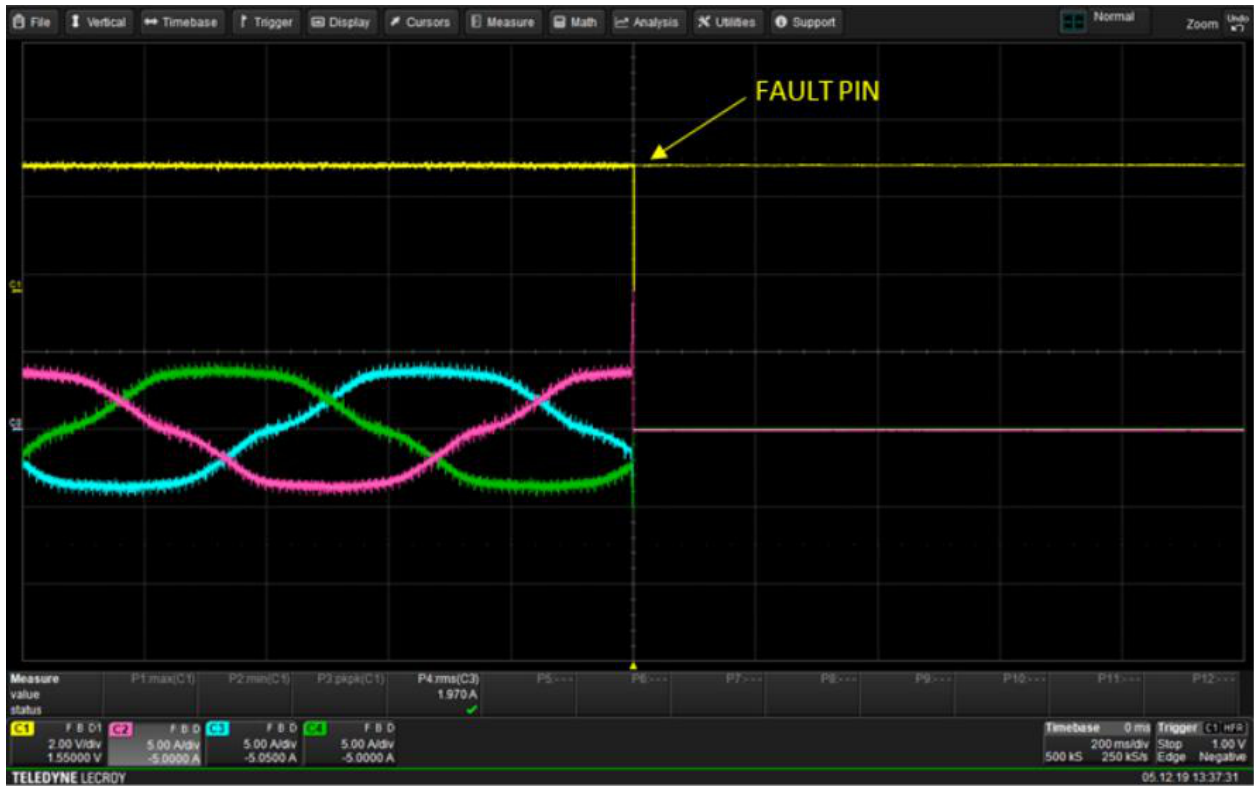 File Vertical Timebase Trigger Display Cursors Measure Math Analysis Utilities Support Normal Zoom Undo
FAULT PIN
C1
Measure P1:max(C1) P2:min(C1) P3:pkpk(C1) P4:rms(C3) P5:--- P6:--- P7:--- P8:--- P9:--- P10:--- P11:--- P12:---
value 1.970 A
status
C1 F B D1 C2 F B D C3 F B D C4 F B D Timebase 0 ms Trigger C1 HFR
2.00 V/div 5.00 A/div 5.00 A/div 5.00 A/div 200 ms/div Stop 1.00 V
1.55000 V -5.0000 A -5.0500 A -5.0000 A 500 kS 250 kS/s Edge Negative
TELEDYNE LECROY 05.12.19 13:37:31